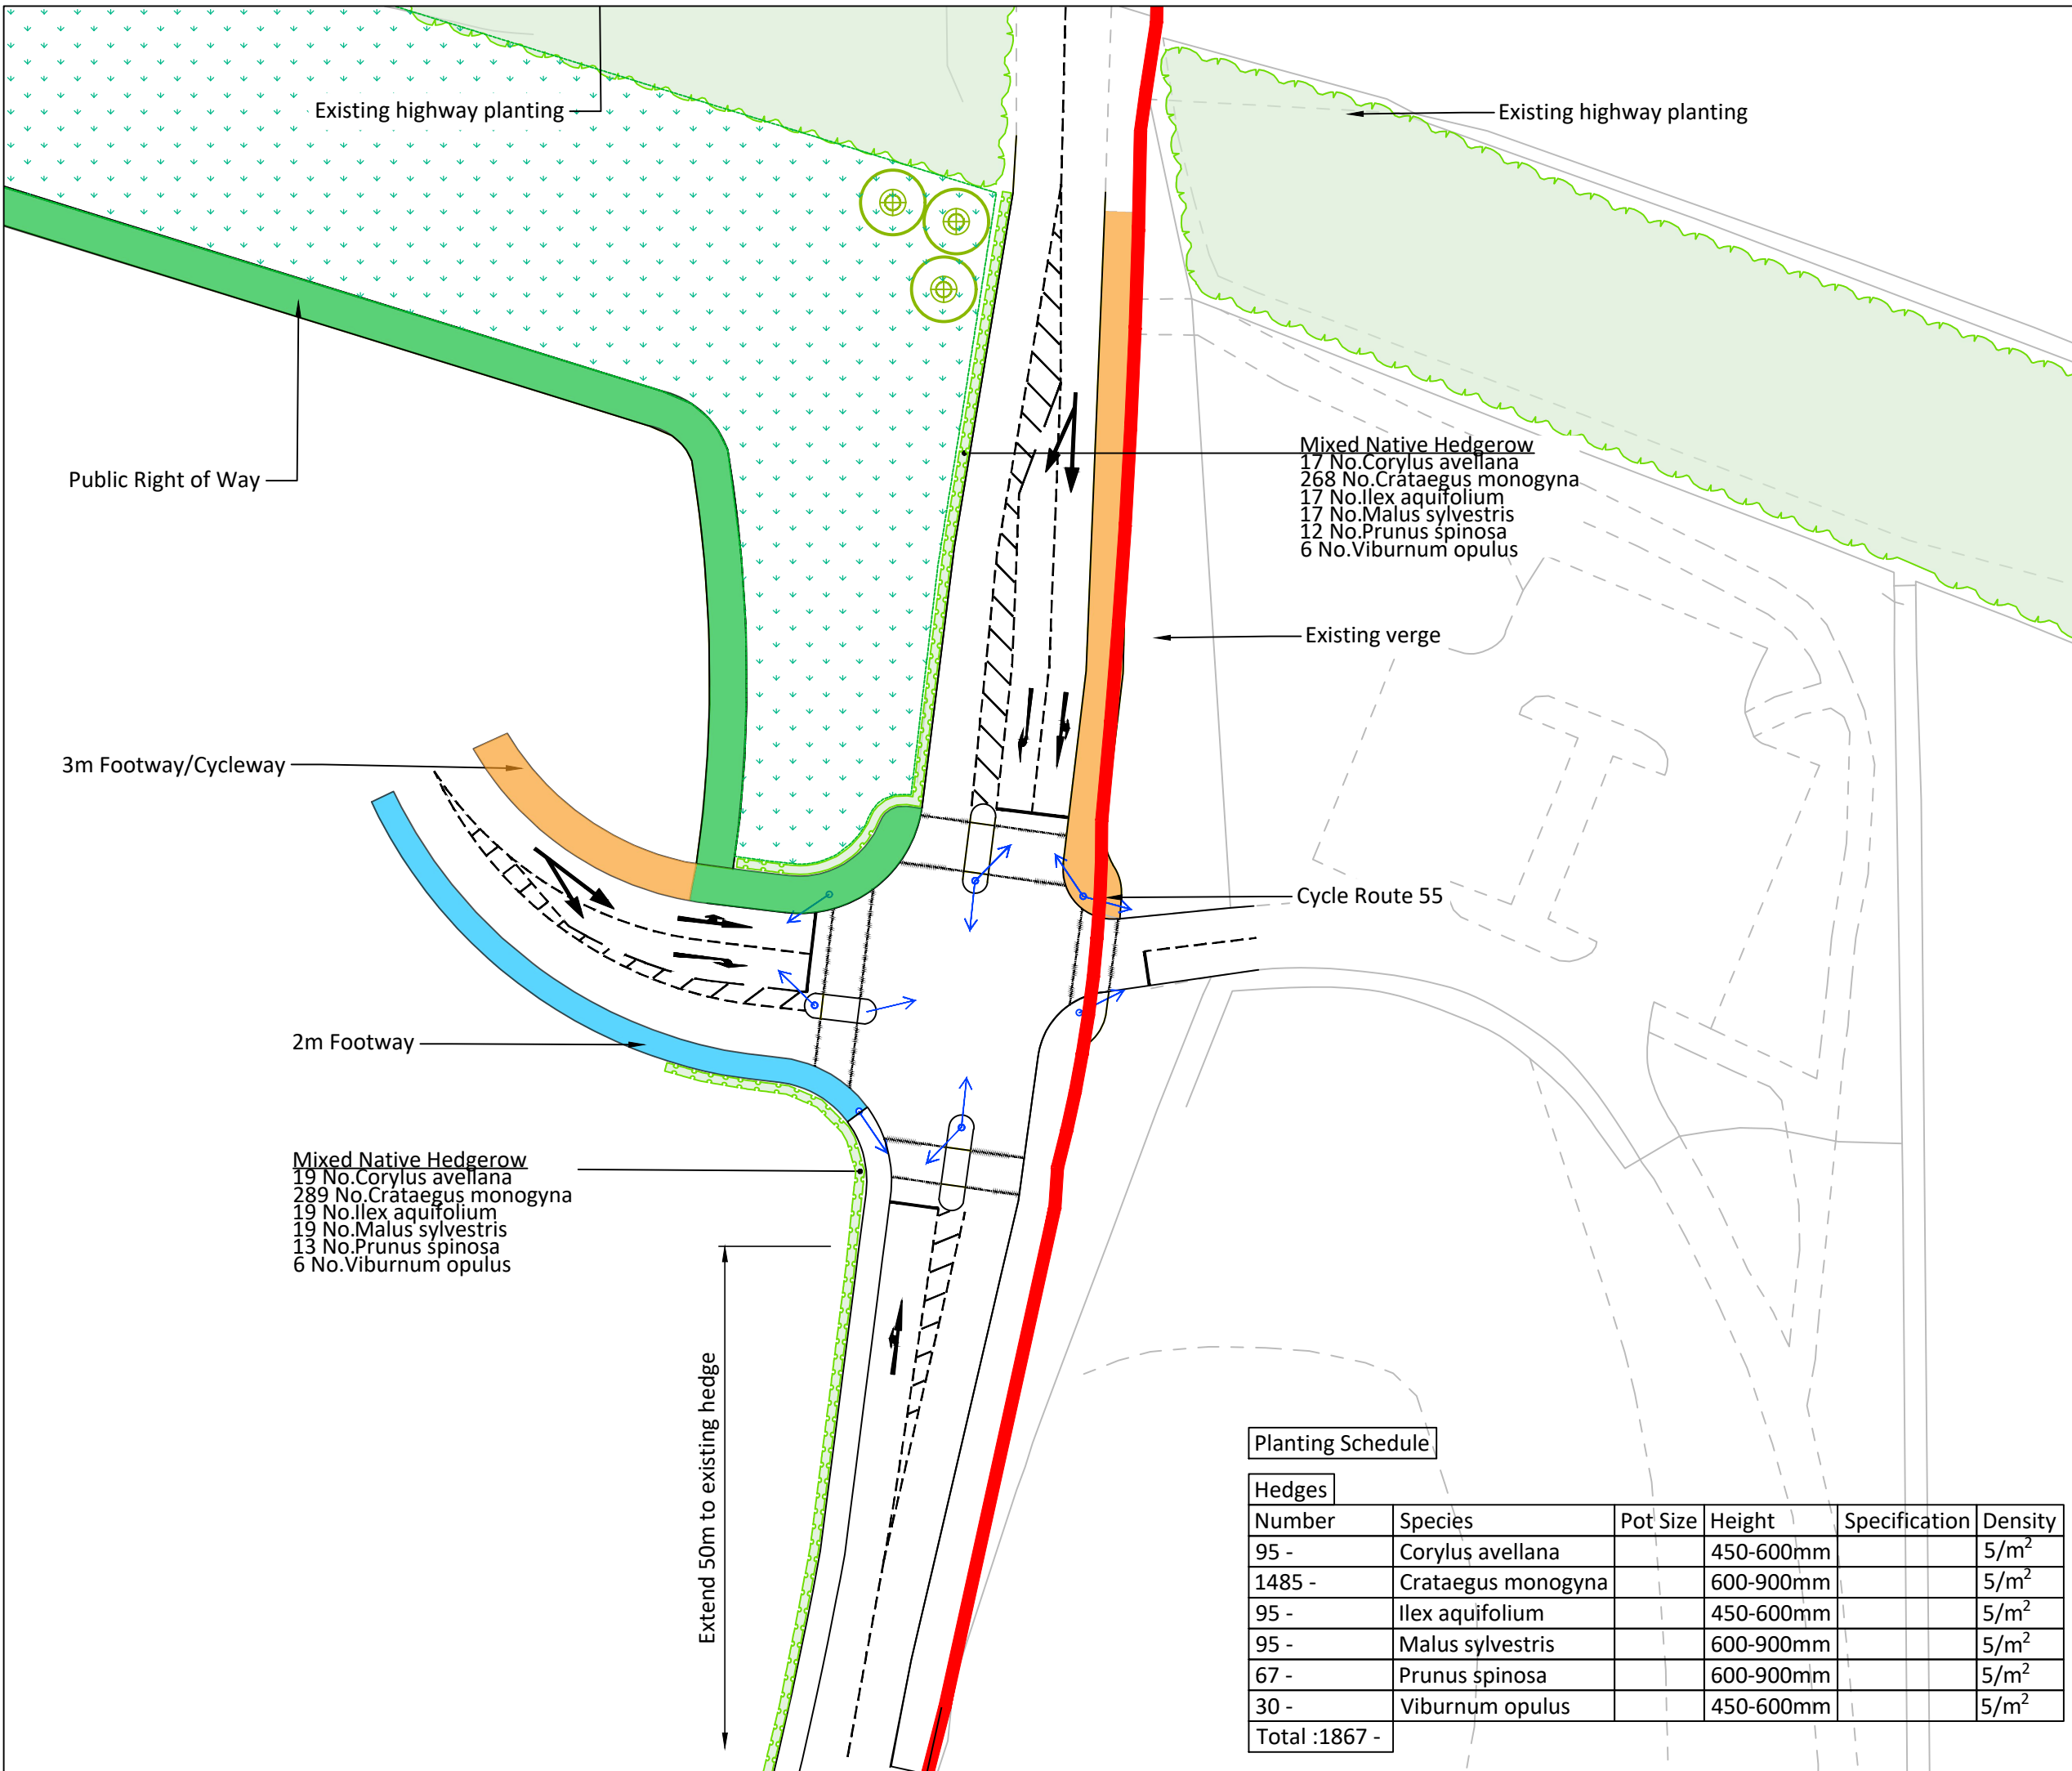 Existing highway planting
Existing highway planting
Mixed Native Hedgerow
17 No.Corylus avellana
268 No.Crataegus monogyna
17 No.Ilex aquifolium
17 No.Malus sylvestris
12 No.Prunus spinosa
6 No.Viburnum opulus
Public Right of Way
Existing verge
3m Footway/Cycleway
Cycle Route 55
2m Footway
Mixed Native Hedgerow
19 No.Corylus avellana
289 No.Crataegus monogyna
19 No.Ilex aquifolium
19 No.Malus sylvestris
13 No.Prunus spinosa
6 No.Viburnum opulus
Extend 50m to existing hedge
Planting Schedule
Hedges
Number Species Pot Size Height Specification Density
95 - Corylus avellana 450-600mm 5/m²
1485 - Crataegus monogyna 600-900mm 5/m²
95 - Ilex aquifolium 450-600mm 5/m²
95 - Malus sylvestris 600-900mm 5/m²
67 - Prunus spinosa 600-900mm 5/m²
30 - Viburnum opulus 450-600mm 5/m²
Total :1867 -